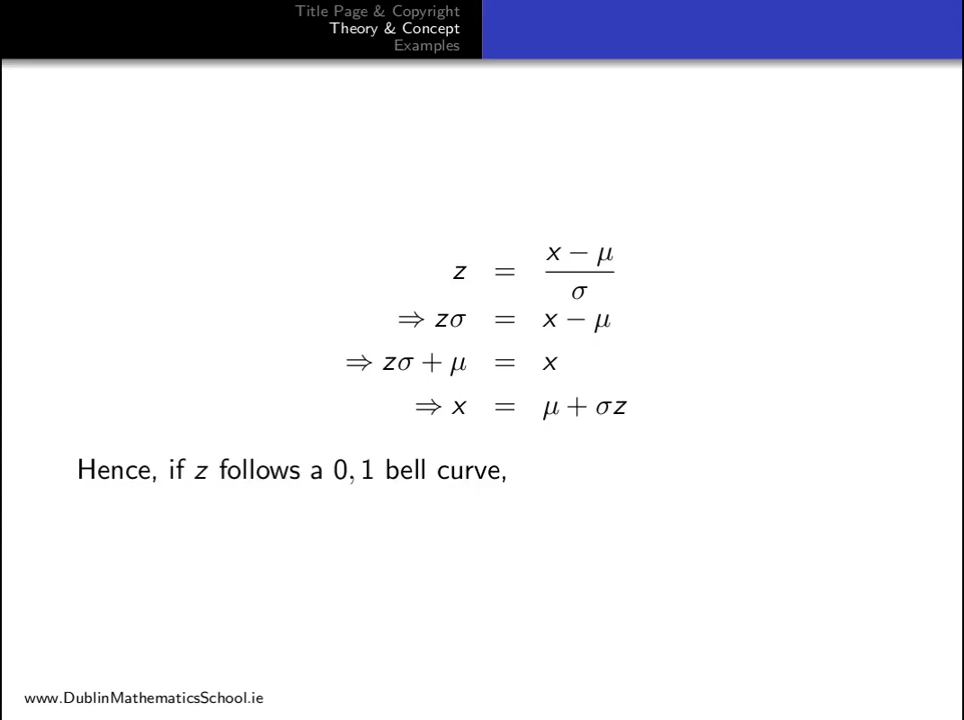 Title Page & Copyright
Theory & Concept
Examples
z = \frac{x − μ}{σ}
⇒ zσ = x − μ
⇒ zσ + μ = x
⇒ x = μ + σz
Hence, if z follows a 0, 1 bell curve,
www.DublinMathematicsSchool.ie